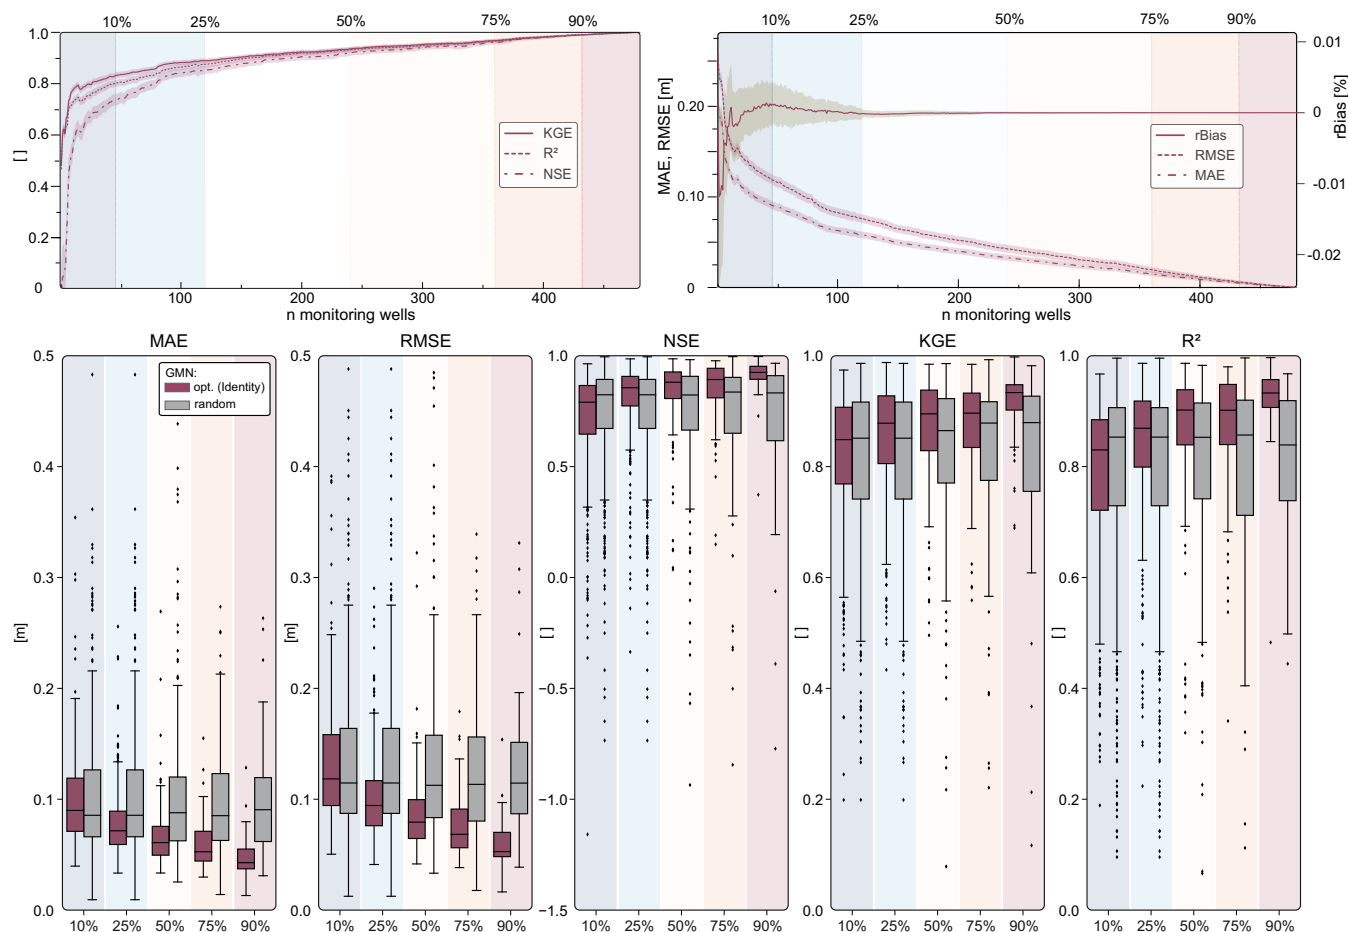 10% 25% 50% 75% 90%
1.0
0.8
0.6
0.4
0.2
0
[ ]
KGE
R²
NSE
100 200 300 400
n monitoring wells
10% 25% 50% 75% 90%
0.20
0.10
0
MAE, RMSE [m]
0.01
0
-0.01
-0.02
rBias [%]
rBias
RMSE
MAE
100 200 300 400
n monitoring wells
MAE
0.5
0.4
0.3
0.2
0.1
0.0
[m]
GMN:
opt. (Identity)
random
10% 25% 50% 75% 90%
RMSE
0.5
0.4
0.3
0.2
0.1
0.0
[m]
10% 25% 50% 75% 90%
NSE
1.0
0.5
0.0
−0.5
−1.0
−1.5
[ ]
10% 25% 50% 75% 90%
KGE
1.0
0.8
0.6
0.4
0.2
0.0
[ ]
10% 25% 50% 75% 90%
R²
1.0
0.8
0.6
0.4
0.2
0.0
[ ]
10% 25% 50% 75% 90%